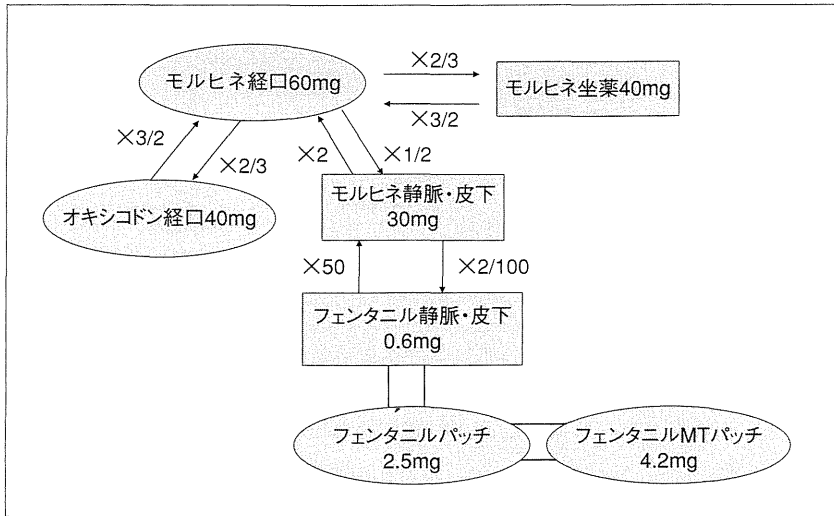 モルヒネ経口60mg
×2/3
モルヒネ坐薬40mg
×3/2
×3/2
×2/3
×2
×1/2
オキシコドン経口40mg
モルヒネ静脈・皮下
30mg
×50
×2/100
フェンタニル静脈・皮下
0.6mg
フェンタニルパッチ
2.5mg
フェンタニルMTパッチ
4.2mg